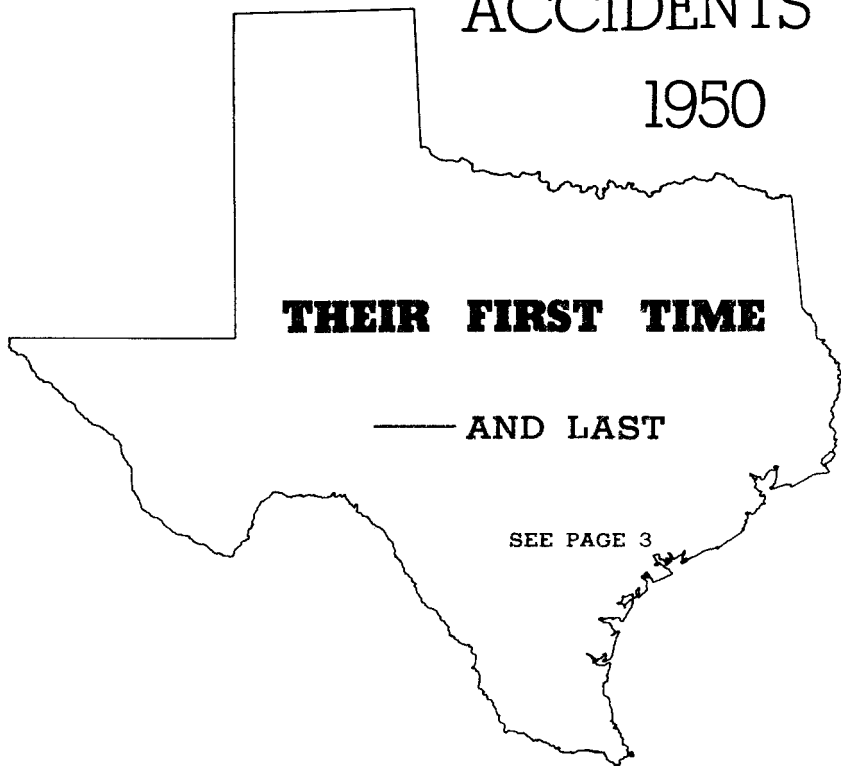 ACCIDENTS
1950
THEIR FIRST TIME
— AND LAST
SEE PAGE 3